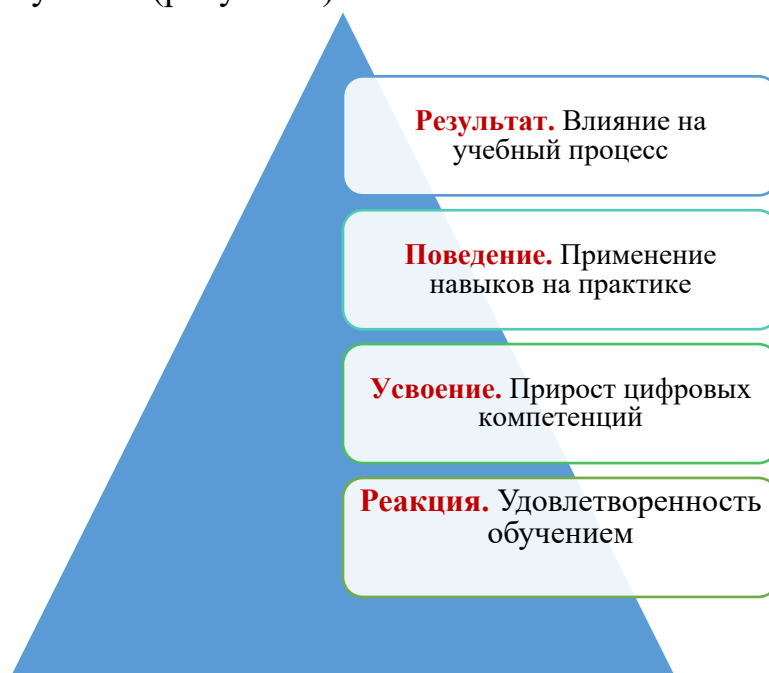 Результат. Влияние на
учебный процесс
Поведение. Применение
навыков на практике
Усвоение. Прирост цифровых
компетенций
Реакция. Удовлетворенность
обучением